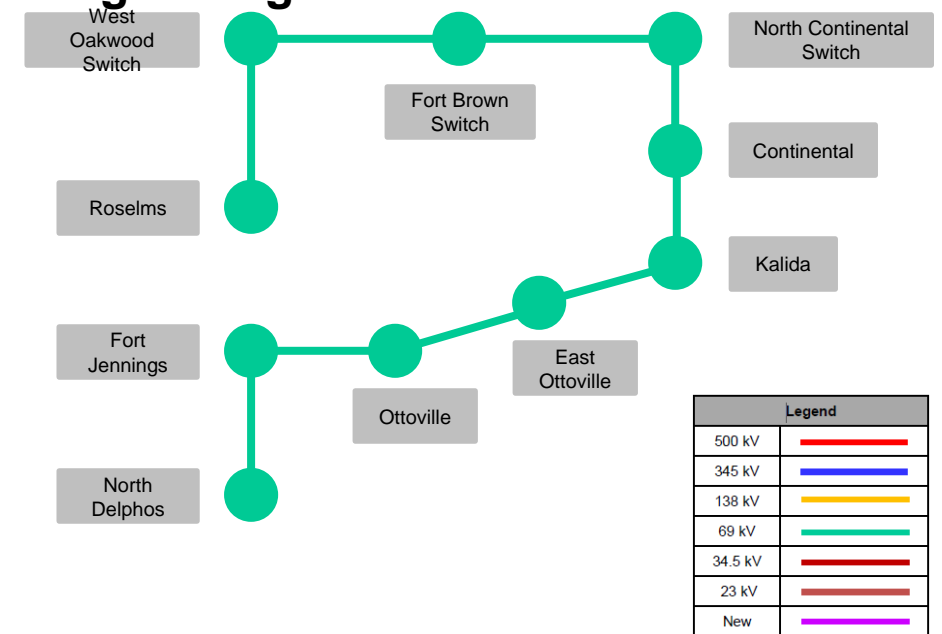 West
Oakwood
Switch
North Continental
Switch
Fort Brown
Switch
Continental
Roselms
Kalida
Fort
Jennings
East
Ottoville
Ottoville
North
Delphos
Legend
500 kV
345 kV
138 kV
69 kV
34.5 kV
23 kV
New